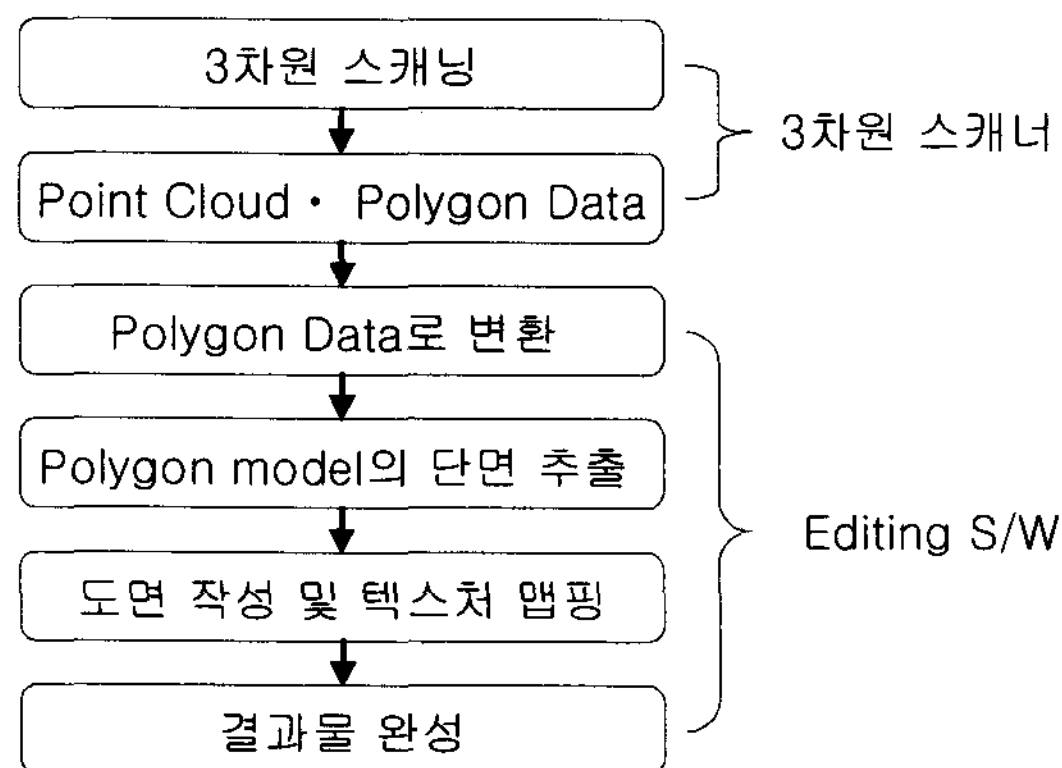 3차원 스캐닝
3차원 스캐너
Point Cloud · Polygon Data
Polygon Data로 변환
Polygon model의 단면 추출
Editing S/W
도면 작성 및 텍스처 맵핑
결과물 완성